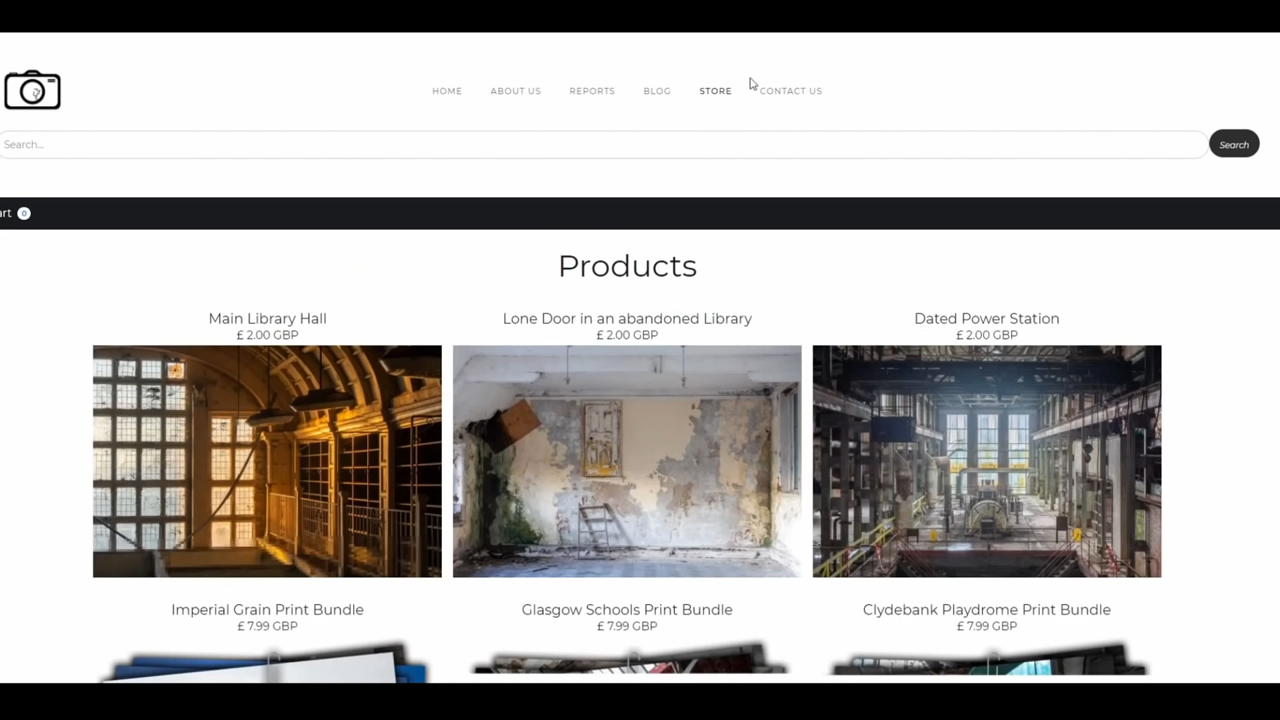 HOME ABOUT US REPORTS BLOG STORE CONTACT US
Search...
Search
art 0
Products
Main Library Hall
£ 2.00 GBP
Lone Door in an abandoned Library
£ 2.00 GBP
Dated Power Station
£ 2.00 GBP
Imperial Grain Print Bundle
£ 7.99 GBP
Glasgow Schools Print Bundle
£ 7.99 GBP
Clydebank Playdrome Print Bundle
£ 7.99 GBP